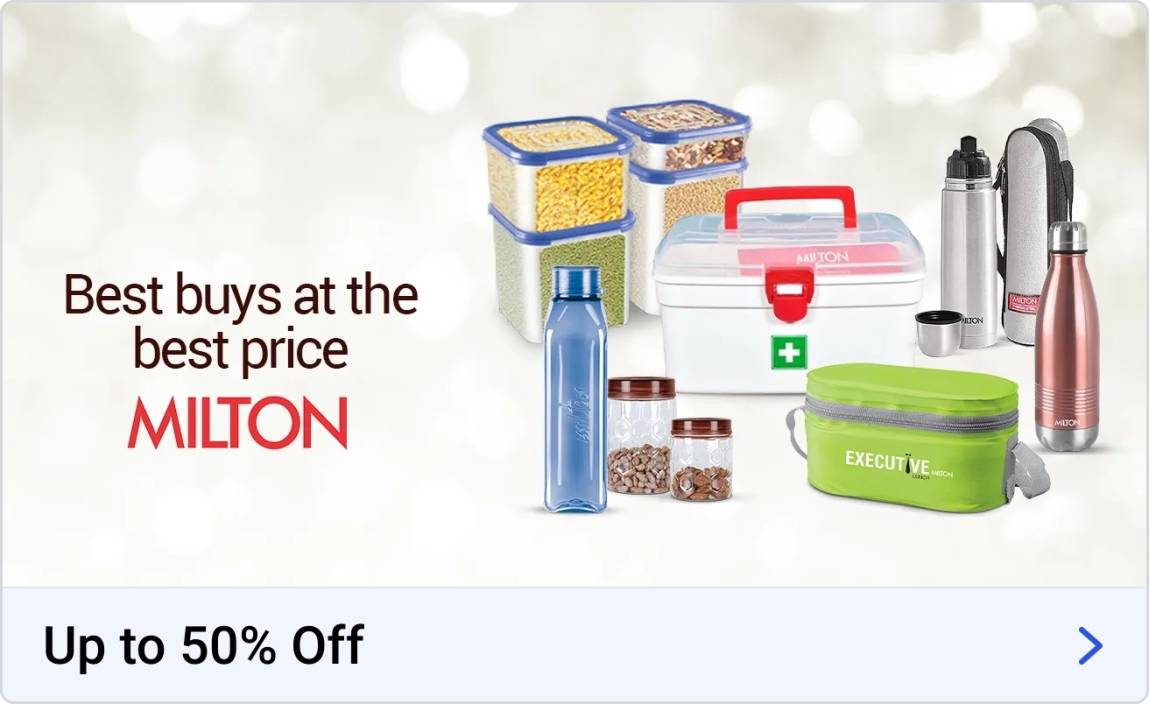 Best buys at the
best price
MILTON
MILTON
MILTON
MILTON
MILTON
EXECUTIVE MILTON
LUNCH
Up to 50% Off